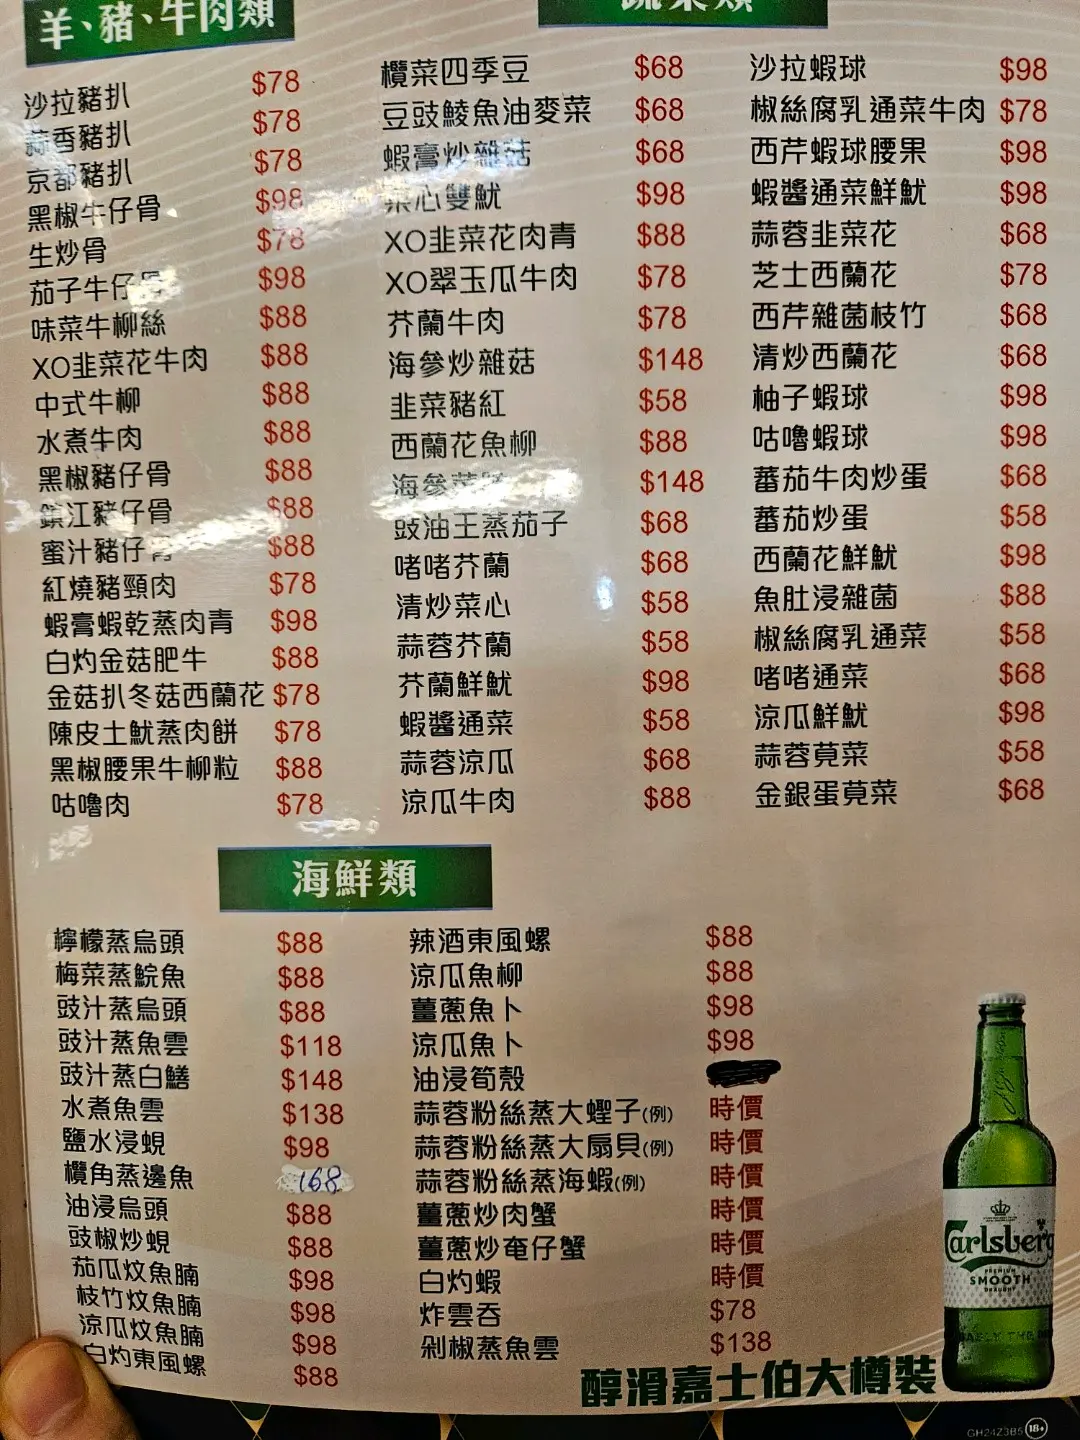 羊、豬、牛肉類
沙拉豬扒 $78
蒜香豬扒 $78
京都豬扒 $78
黑椒牛仔骨 $98
生炒骨 $78
茄子牛仔骨 $98
味菜牛柳絲 $88
XO韭菜花牛肉 $88
中式牛柳 $88
水煮牛肉 $88
黑椒豬仔骨 $88
鎮江豬仔骨 $88
蜜汁豬仔骨 $88
紅燒豬頸肉 $78
蝦膏蝦乾蒸肉青 $98
白灼金菇肥牛 $88
金菇扒冬菇西蘭花 $78
陳皮土魷蒸肉餅 $78
黑椒腰果牛柳粒 $88
咕嚕肉 $78
蔬菜類
欖菜四季豆 $68
豆豉鯪魚油麥菜 $68
蝦膏炒雜菇 $68
菜心雙魷 $98
XO韭菜花肉青 $88
XO翠玉瓜牛肉 $78
芥蘭牛肉 $78
海參炒雜菇 $148
韭菜豬紅 $58
西蘭花魚柳 $88
海參 $148
豉油王蒸茄子 $68
啫啫芥蘭 $68
清炒菜心 $58
蒜蓉芥蘭 $58
芥蘭鮮魷 $98
蝦醬通菜 $58
蒜蓉涼瓜 $68
涼瓜牛肉 $88
沙拉蝦球 $98
椒絲腐乳通菜牛肉 $78
西芹蝦球腰果 $98
蝦醬通菜鮮魷 $98
蒜蓉韭菜花 $68
芝士西蘭花 $78
西芹雜菌枝竹 $68
清炒西蘭花 $68
柚子蝦球 $98
咕嚕蝦球 $98
蕃茄牛肉炒蛋 $68
蕃茄炒蛋 $58
西蘭花鮮魷 $98
魚肚浸雜菌 $88
椒絲腐乳通菜 $58
啫啫通菜 $68
涼瓜鮮魷 $98
蒜蓉莧菜 $58
金銀蛋莧菜 $68
海鮮類
檸檬蒸烏頭 $88
梅菜蒸鯇魚 $88
豉汁蒸烏頭 $88
豉汁蒸魚雲 $118
豉汁蒸白鱔 $148
水煮魚雲 $138
鹽水浸蜆 $98
欖角蒸邊魚 168
油浸烏頭 $88
豉椒炒蜆 $88
茄瓜炆魚腩 $98
枝竹炆魚腩 $98
涼瓜炆魚腩 $98
白灼東風螺 $88
辣酒東風螺 $88
涼瓜魚柳 $88
薑蔥魚卜 $98
涼瓜魚卜 $98
油浸筍殼
蒜蓉粉絲蒸大蟶子(例) 時價
蒜蓉粉絲蒸大扇貝(例) 時價
蒜蓉粉絲蒸海蝦(例) 時價
薑蔥炒肉蟹 時價
薑蔥炒奄仔蟹 時價
白灼蝦 時價
炸雲吞 $78
剁椒蒸魚雲 $138
Carlsberg
PREMIUM
SMOOTH
DRAUGHT
醇滑嘉士伯大樽裝
GH24Z3B5 18+